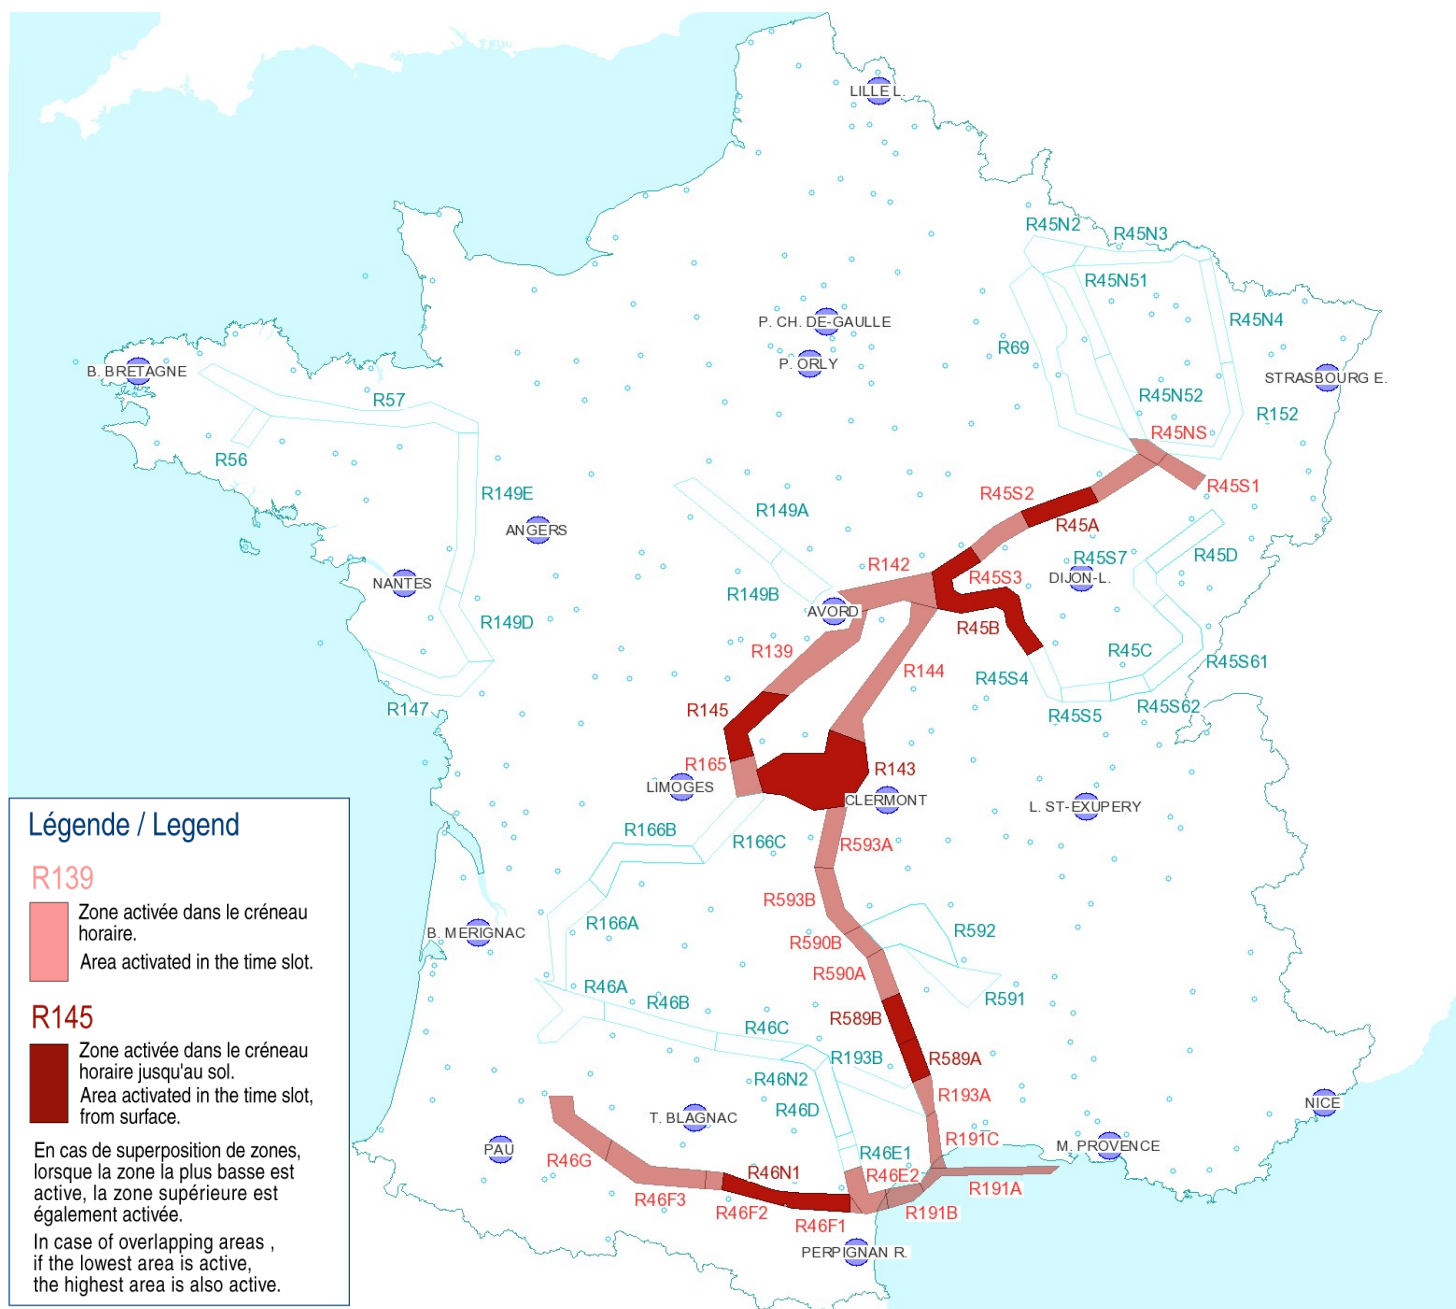 LILLE L.
R45N2
R45N3
R45N51
P. CH. DE-GAULLE
R45N4
R69
P. ORLY
B. BRETAGNE
STRASBOURG E.
R57
R45N52
R152
R45NS
R56
R149E
R45S1
R45S2
R149A
R45A
ANGERS
R45S7
R45D
R142
R45S3
DIJON-L.
NANTES
R149B
AVORD
R149D
R45B
R139
R45C
R45S61
R144
R45S4
R147
R145
R45S5
R45S62
R165
R143
LIMOGES
CLERMONT
L. ST-EXUPERY
R166B
R166C
R593A
R593B
R166A
B. MERIGNAC
R592
R590B
R590A
R46A
R46B
R591
R589B
R46C
R193B
R589A
R46N2
R193A
R46D
NICE
T. BLAGNAC
R191C
M. PROVENCE
PAU
R46E1
R46G
R46N1
R46E2
R191A
R46F3
R46F2
R46F1
R191B
PERPIGNAN R.
Légende / Legend
R139
Zone activée dans le créneau
horaire.
Area activated in the time slot.
R145
Zone activée dans le créneau
horaire jusqu'au sol.
Area activated in the time slot,
from surface.
En cas de superposition de zones,
lorsque la zone la plus basse est
active, la zone supérieure est
également activée.
In case of overlapping areas ,
if the lowest area is active,
the highest area is also active.